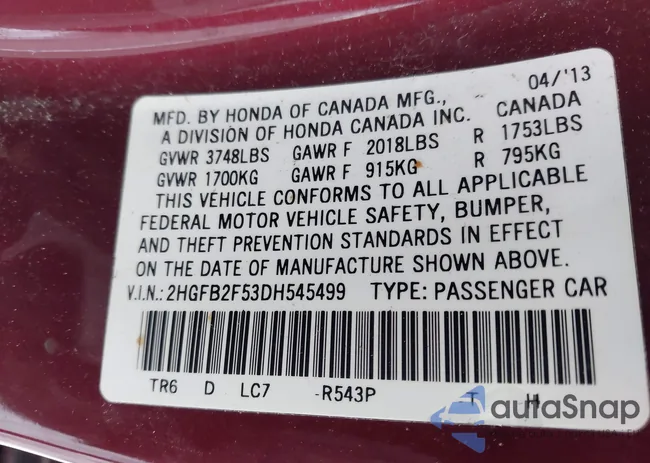 04/'13
MFD. BY HONDA OF CANADA MFG., CANADA
A DIVISION OF HONDA CANADA INC.
GVWR 3748LBS GAWR F 2018LBS R 1753LBS
GVWR 1700KG GAWR F 915KG R 795KG
THIS VEHICLE CONFORMS TO ALL APPLICABLE
FEDERAL MOTOR VEHICLE SAFETY, BUMPER,
AND THEFT PREVENTION STANDARDS IN EFFECT
ON THE DATE OF MANUFACTURE SHOWN ABOVE.
V.I.N.: 2HGFB2F53DH545499 TYPE: PASSENGER CAR
TR6 D LC7 -R543P T H
autaSnap